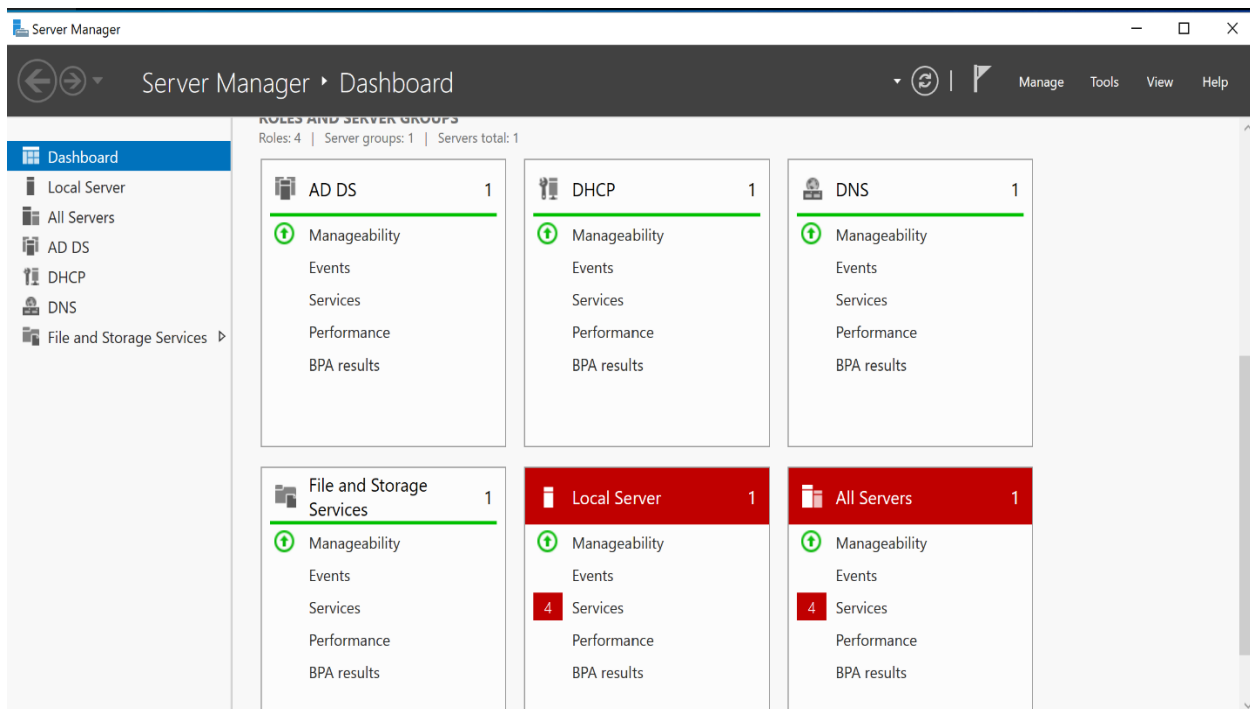 Server Manager
Server Manager ‣ Dashboard
Manage Tools View Help
Dashboard
Local Server
All Servers
AD DS
DHCP
DNS
File and Storage Services
ROLES AND SERVER GROUPS
Roles: 4 | Server groups: 1 | Servers total: 1
AD DS 1
Manageability
Events
Services
Performance
BPA results
DHCP 1
Manageability
Events
Services
Performance
BPA results
DNS 1
Manageability
Events
Services
Performance
BPA results
File and Storage
Services 1
Manageability
Events
Services
Performance
BPA results
Local Server 1
Manageability
Events
4 Services
Performance
BPA results
All Servers 1
Manageability
Events
4 Services
Performance
BPA results